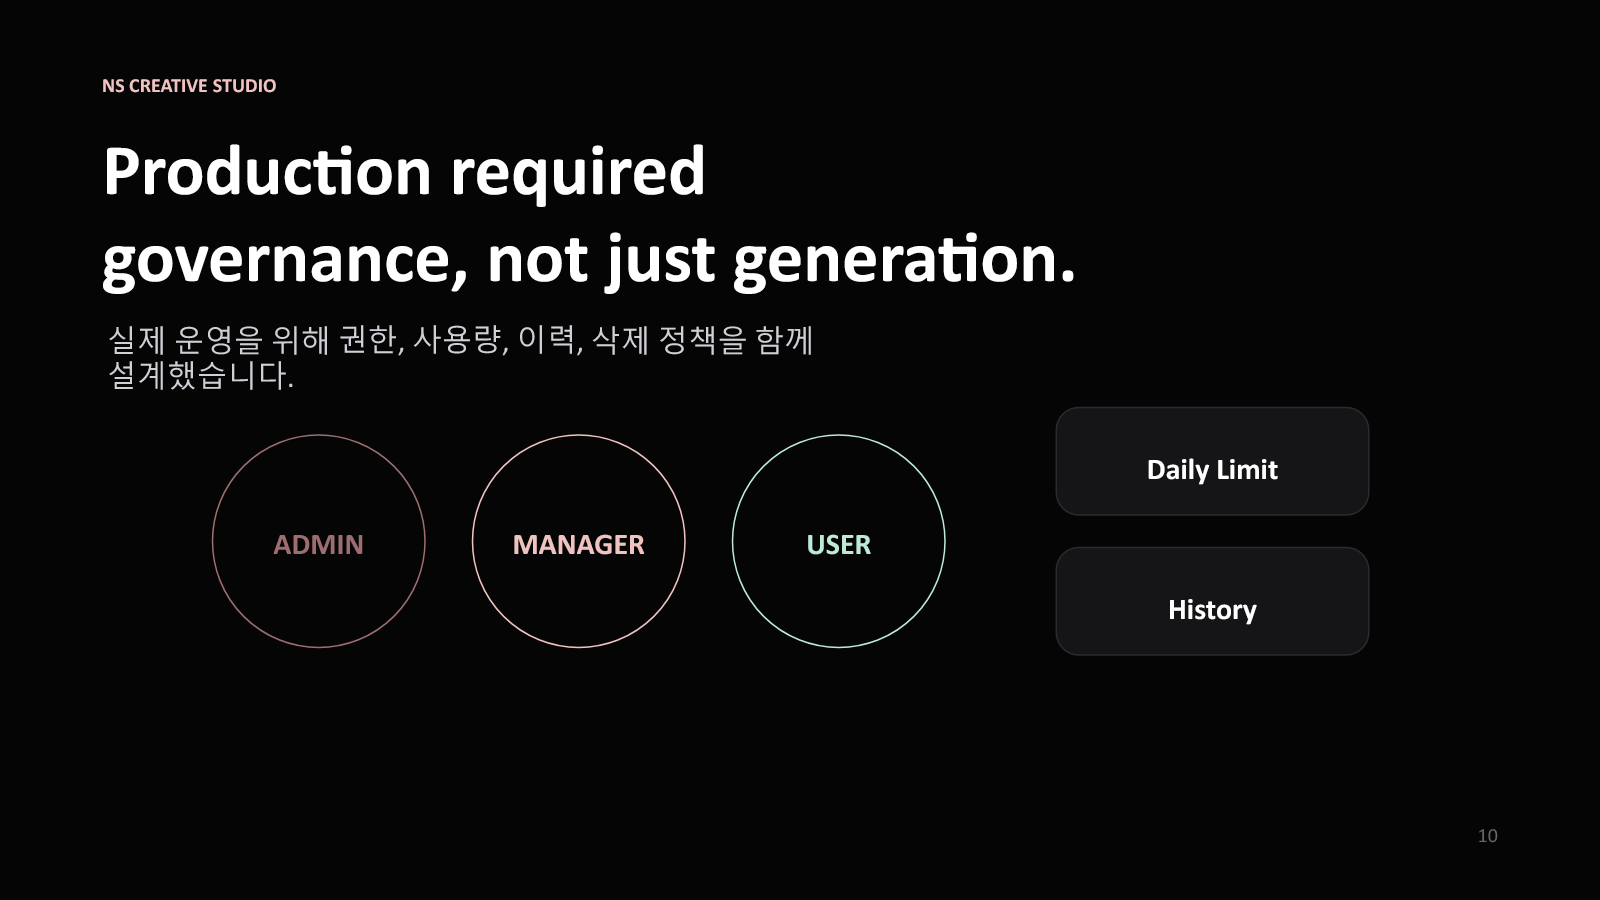 NS CREATIVE STUDIO
Production required
governance, not just generation.
실제 운영을 위해 권한, 사용량, 이력, 삭제 정책을 함께
설계했습니다.
Daily Limit
ADMIN
MANAGER
USER
History
10